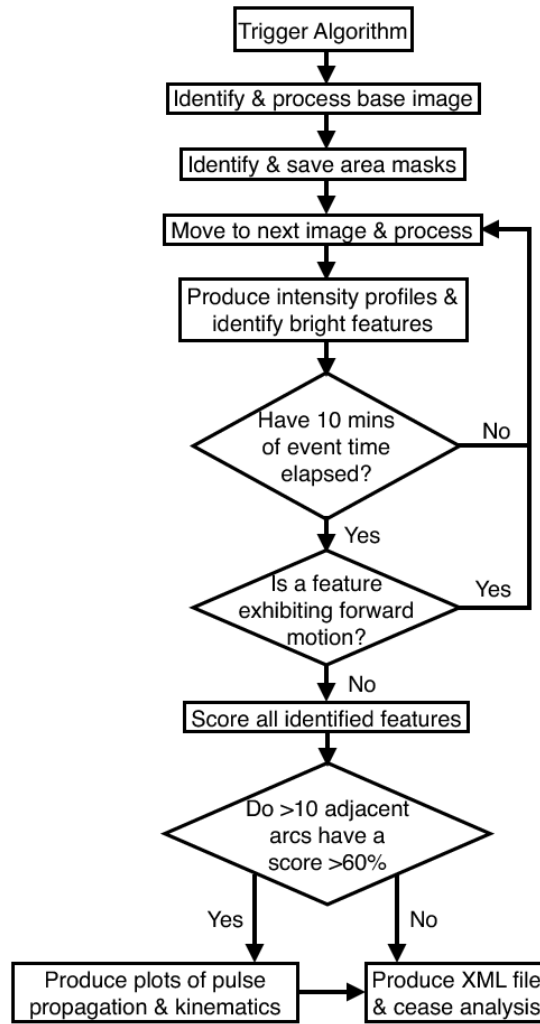 Trigger Algorithm
Identify & process base image
Identify & save area masks
Move to next image & process
Produce intensity profiles &
identify bright features
Have 10 mins
of event time
elapsed?
No
Yes
Is a feature
exhibiting forward
motion?
Yes
No
Score all identified features
Do >10 adjacent
arcs have a
score >60%
Yes
No
Produce plots of pulse
propagation & kinematics
Produce XML file
& cease analysis